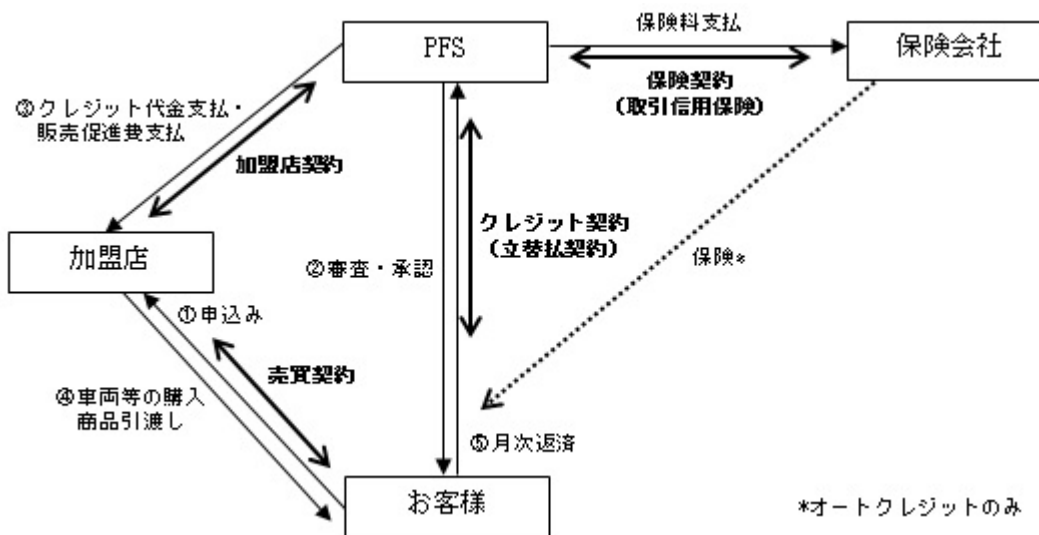 PFS
保険料支払
保険会社
保険契約
(取引信用保険)
③クレジット代金支払・
販売促進費支払
加盟店契約
クレジット契約
(立替払契約)
加盟店
②審査・承認
保険*
①申込み
売買契約
④車両等の購入
商品引渡し
⑤月次返済
お客様
*オートクレジットのみ